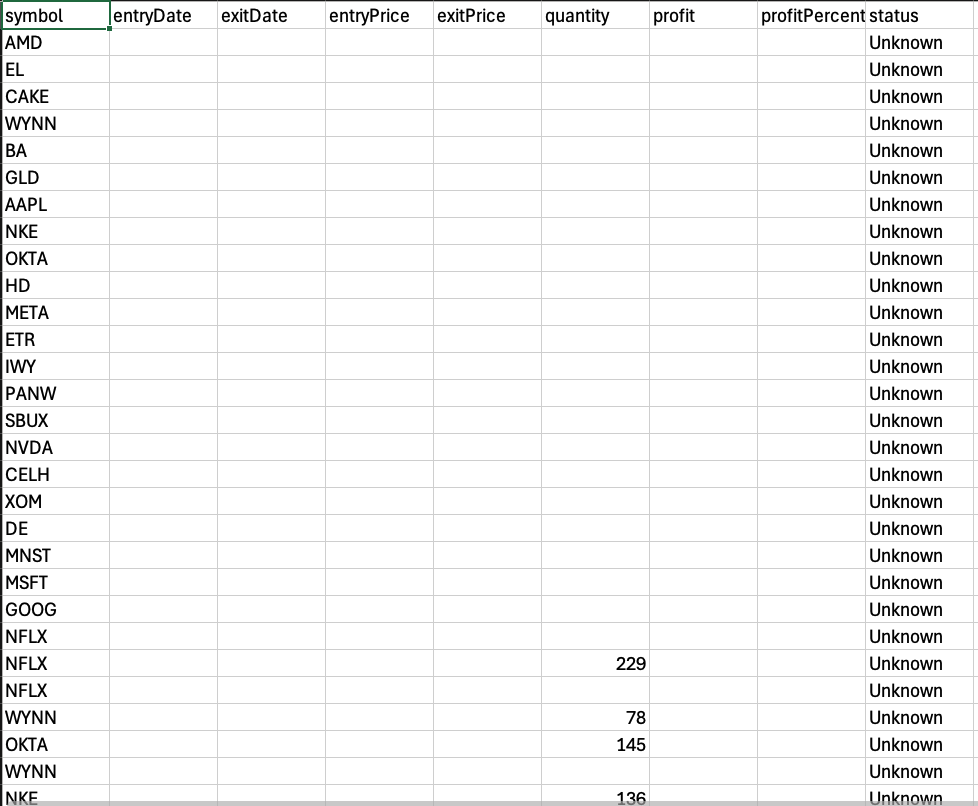 symbol entryDate exitDate entryPrice exitPrice quantity profit profitPercent status
AMD Unknown
EL Unknown
CAKE Unknown
WYNN Unknown
BA Unknown
GLD Unknown
AAPL Unknown
NKE Unknown
OKTA Unknown
HD Unknown
META Unknown
ETR Unknown
IWY Unknown
PANW Unknown
SBUX Unknown
NVDA Unknown
CELH Unknown
XOM Unknown
DE Unknown
MNST Unknown
MSFT Unknown
GOOG Unknown
NFLX Unknown
NFLX 229 Unknown
NFLX Unknown
WYNN 78 Unknown
OKTA 145 Unknown
WYNN Unknown
NKE 136 Unknown